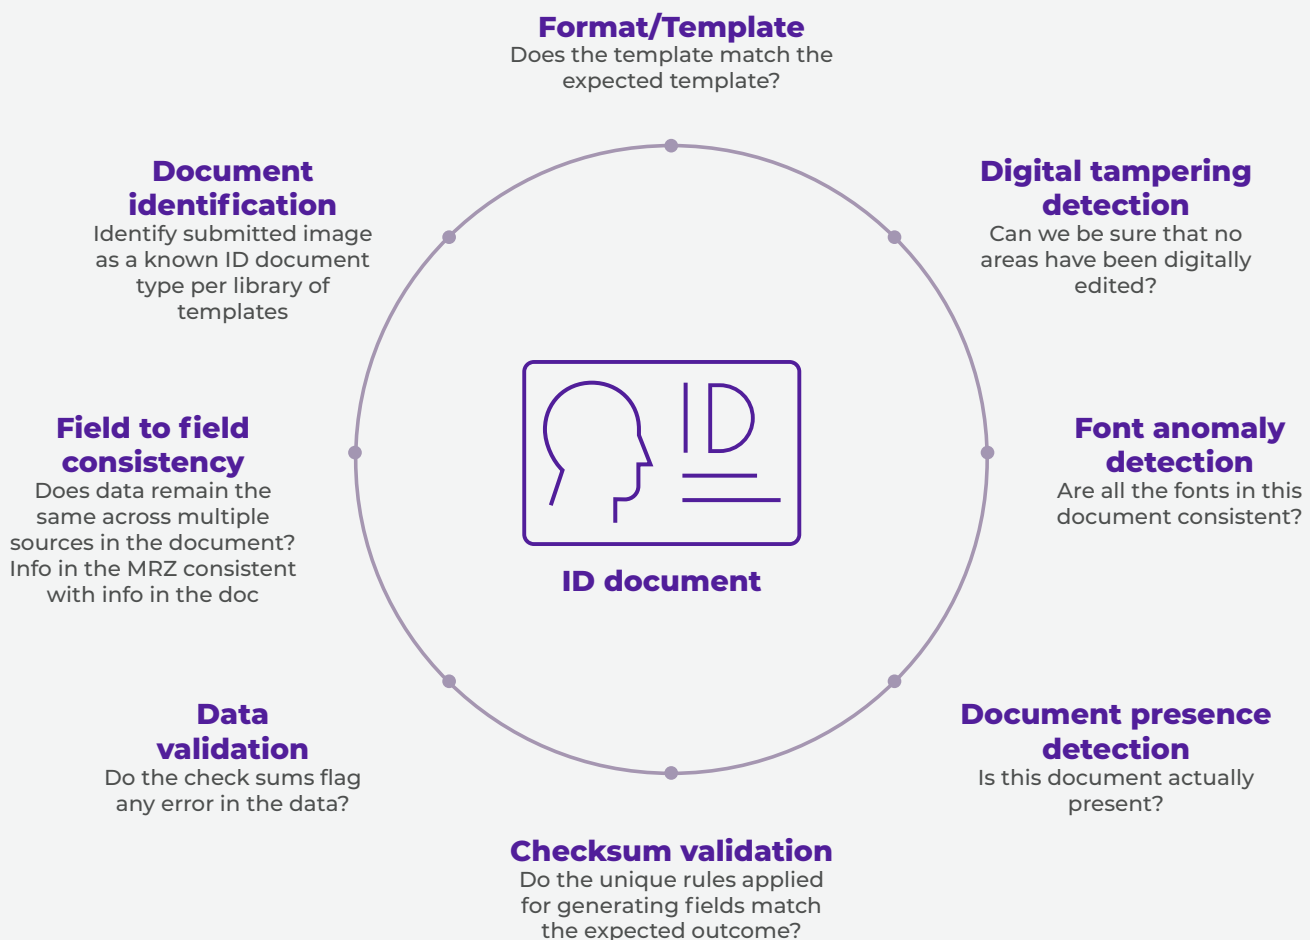 Format/Template
Does the template match the
expected template?
Document
identification
Identify submitted image
as a known ID document
type per library of
templates
Digital tampering
detection
Can we be sure that no
areas have been digitally
edited?
Field to field
consistency
Does data remain the
same across multiple
sources in the document?
Info in the MRZ consistent
with info in the doc
ID
ID document
Font anomaly
detection
Are all the fonts in this
document consistent?
Data
validation
Do the check sums flag
any error in the data?
Document presence
detection
Is this document actually
present?
Checksum validation
Do the unique rules applied
for generating fields match
the expected outcome?